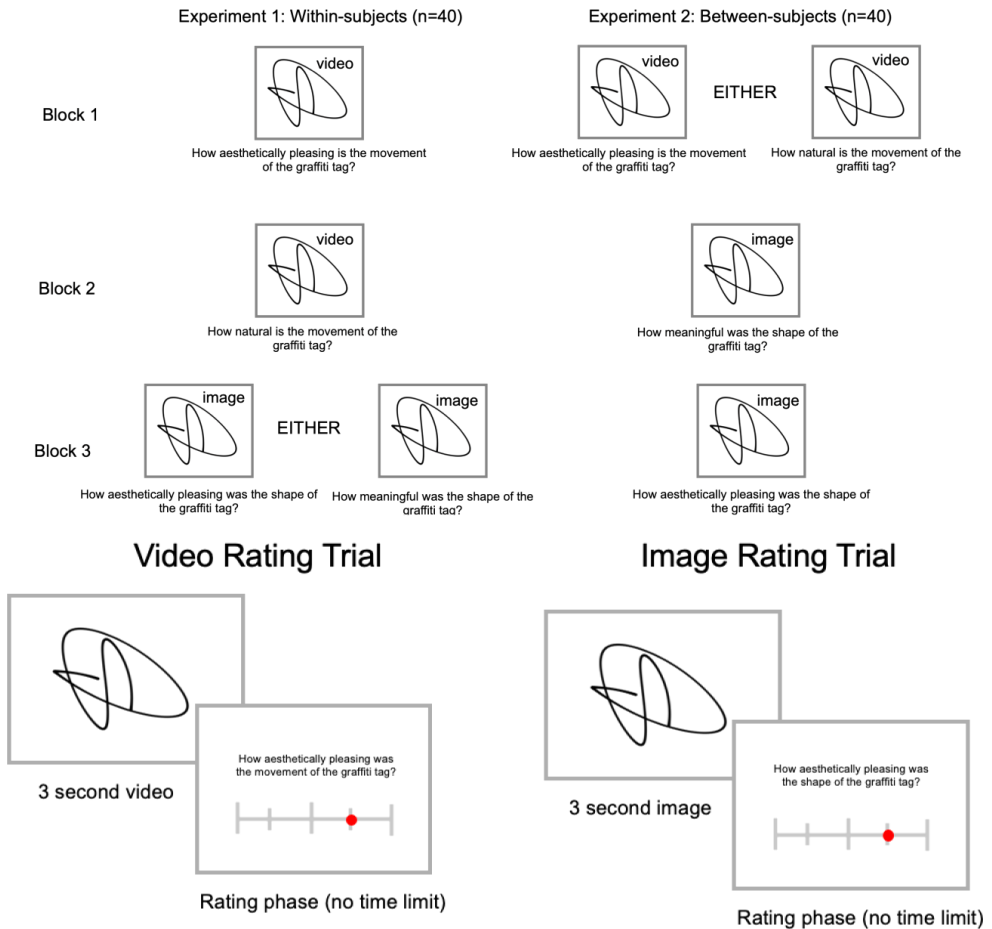 Experiment 1: Within-subjects (n=40)
Experiment 2: Between-subjects (n=40)
Block 1
video
How aesthetically pleasing is the movement
of the graffiti tag?
video
How aesthetically pleasing is the movement
of the graffiti tag?
EITHER
video
How natural is the movement of the
graffiti tag?
Block 2
video
How natural is the movement of the
graffiti tag?
image
How meaningful was the shape of the
graffiti tag?
Block 3
image
How aesthetically pleasing was the shape of
the graffiti tag?
EITHER
image
How meaningful was the shape of the
graffiti tag?
image
How aesthetically pleasing was the shape of
the graffiti tag?
Video Rating Trial
3 second video
How aesthetically pleasing was
the movement of the graffiti tag?
Rating phase (no time limit)
Image Rating Trial
3 second image
How aesthetically pleasing was
the shape of the graffiti tag?
Rating phase (no time limit)